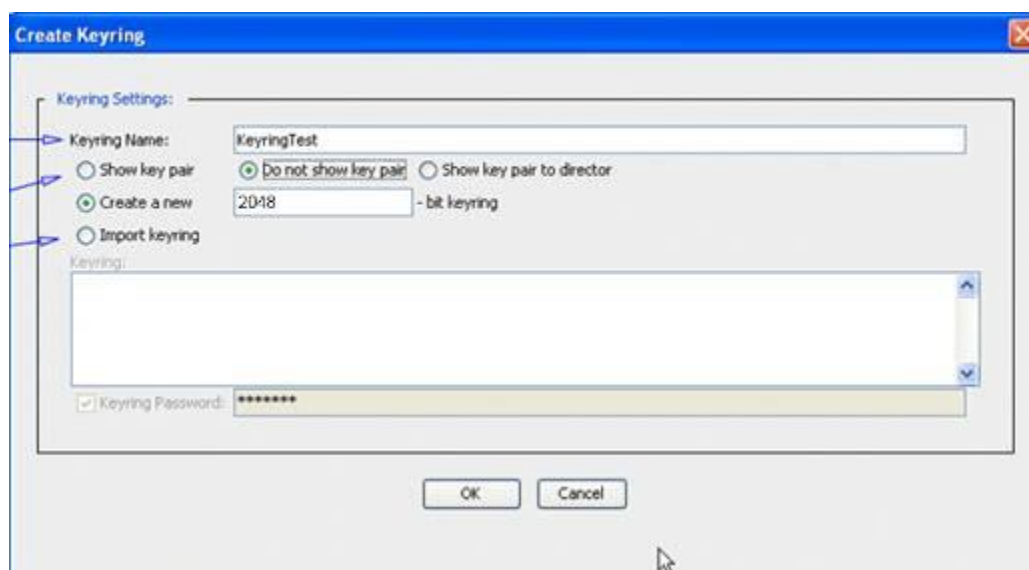 Create Keyring
Keyring Settings:
Keyring Name: KeyringTest
Show key pair Do not show key pair Show key pair to director
Create a new 2048 - bit keyring
Import keyring
Keyring:
Keyring Password: *******
OK Cancel